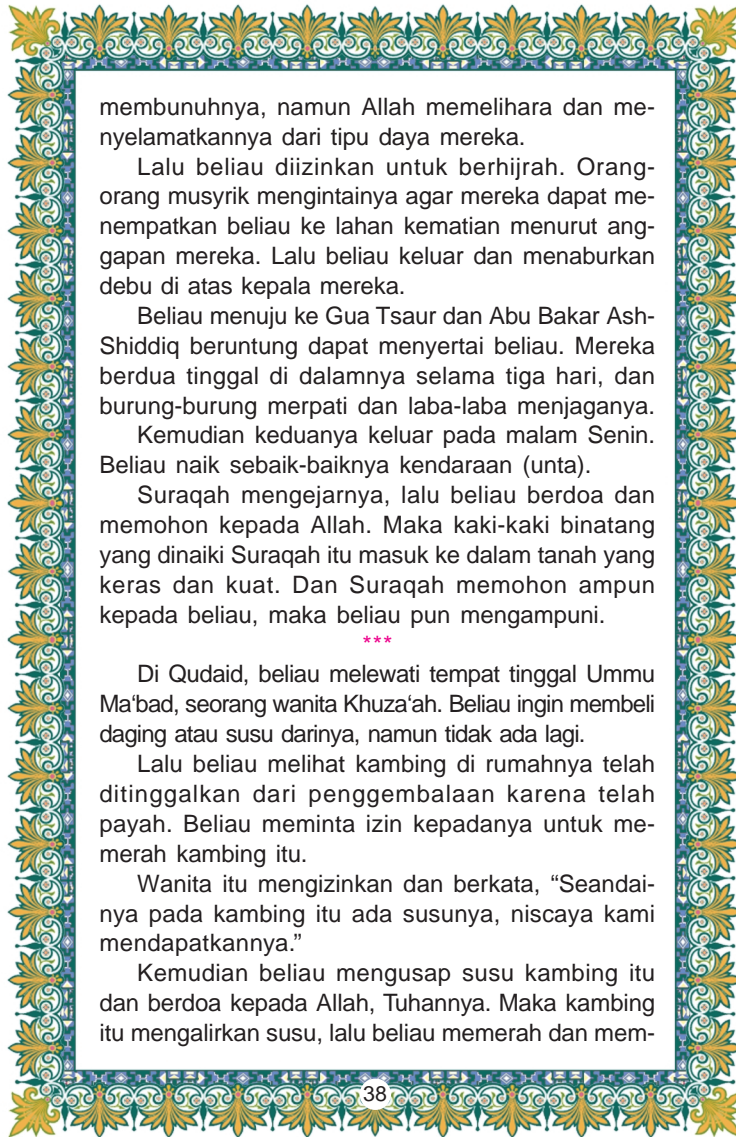 membunuhnya, namun Allah memelihara dan me-
nyelamatkannya dari tipu daya mereka.
Lalu beliau diizinkan untuk berhijrah. Orang-
orang musyrik mengintainya agar mereka dapat me-
nempatkan beliau ke lahan kematian menurut ang-
gapan mereka. Lalu beliau keluar dan menaburkan
debu di atas kepala mereka.
Beliau menuju ke Gua Tsaur dan Abu Bakar Ash-
Shiddiq beruntung dapat menyertai beliau. Mereka
berdua tinggal di dalamnya selama tiga hari, dan
burung-burung merpati dan laba-laba menjaganya.
Kemudian keduanya keluar pada malam Senin.
Beliau naik sebaik-baiknya kendaraan (unta).
Suraqah mengejarnya, lalu beliau berdoa dan
memohon kepada Allah. Maka kaki-kaki binatang
yang dinaiki Suraqah itu masuk ke dalam tanah yang
keras dan kuat. Dan Suraqah memohon ampun
kepada beliau, maka beliau pun mengampuni.
***
Di Qudaid, beliau melewati tempat tinggal Ummu
Ma‘bad, seorang wanita Khuza‘ah. Beliau ingin membeli
daging atau susu darinya, namun tidak ada lagi.
Lalu beliau melihat kambing di rumahnya telah
ditinggalkan dari penggembalaan karena telah
payah. Beliau meminta izin kepadanya untuk me-
merah kambing itu.
Wanita itu mengizinkan dan berkata, “Seandai-
nya pada kambing itu ada susunya, niscaya kami
mendapatkannya.”
Kemudian beliau mengusap susu kambing itu
dan berdoa kepada Allah, Tuhannya. Maka kambing
itu mengalirkan susu, lalu beliau memerah dan mem-
38